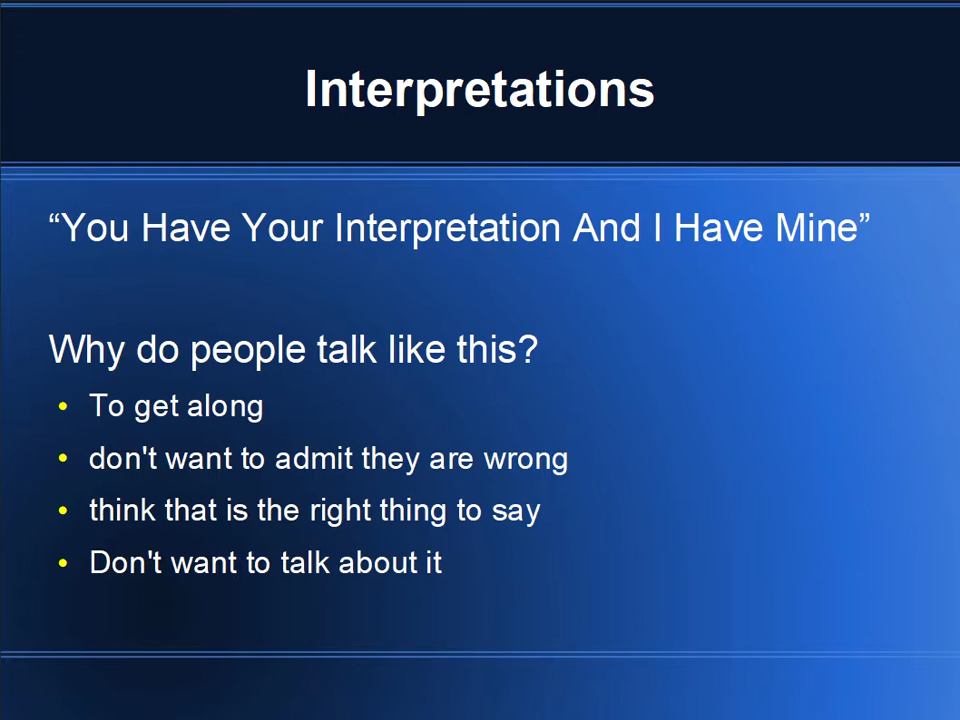 Interpretations
“You Have Your Interpretation And I Have Mine”
Why do people talk like this?
• To get along
• don't want to admit they are wrong
• think that is the right thing to say
• Don't want to talk about it